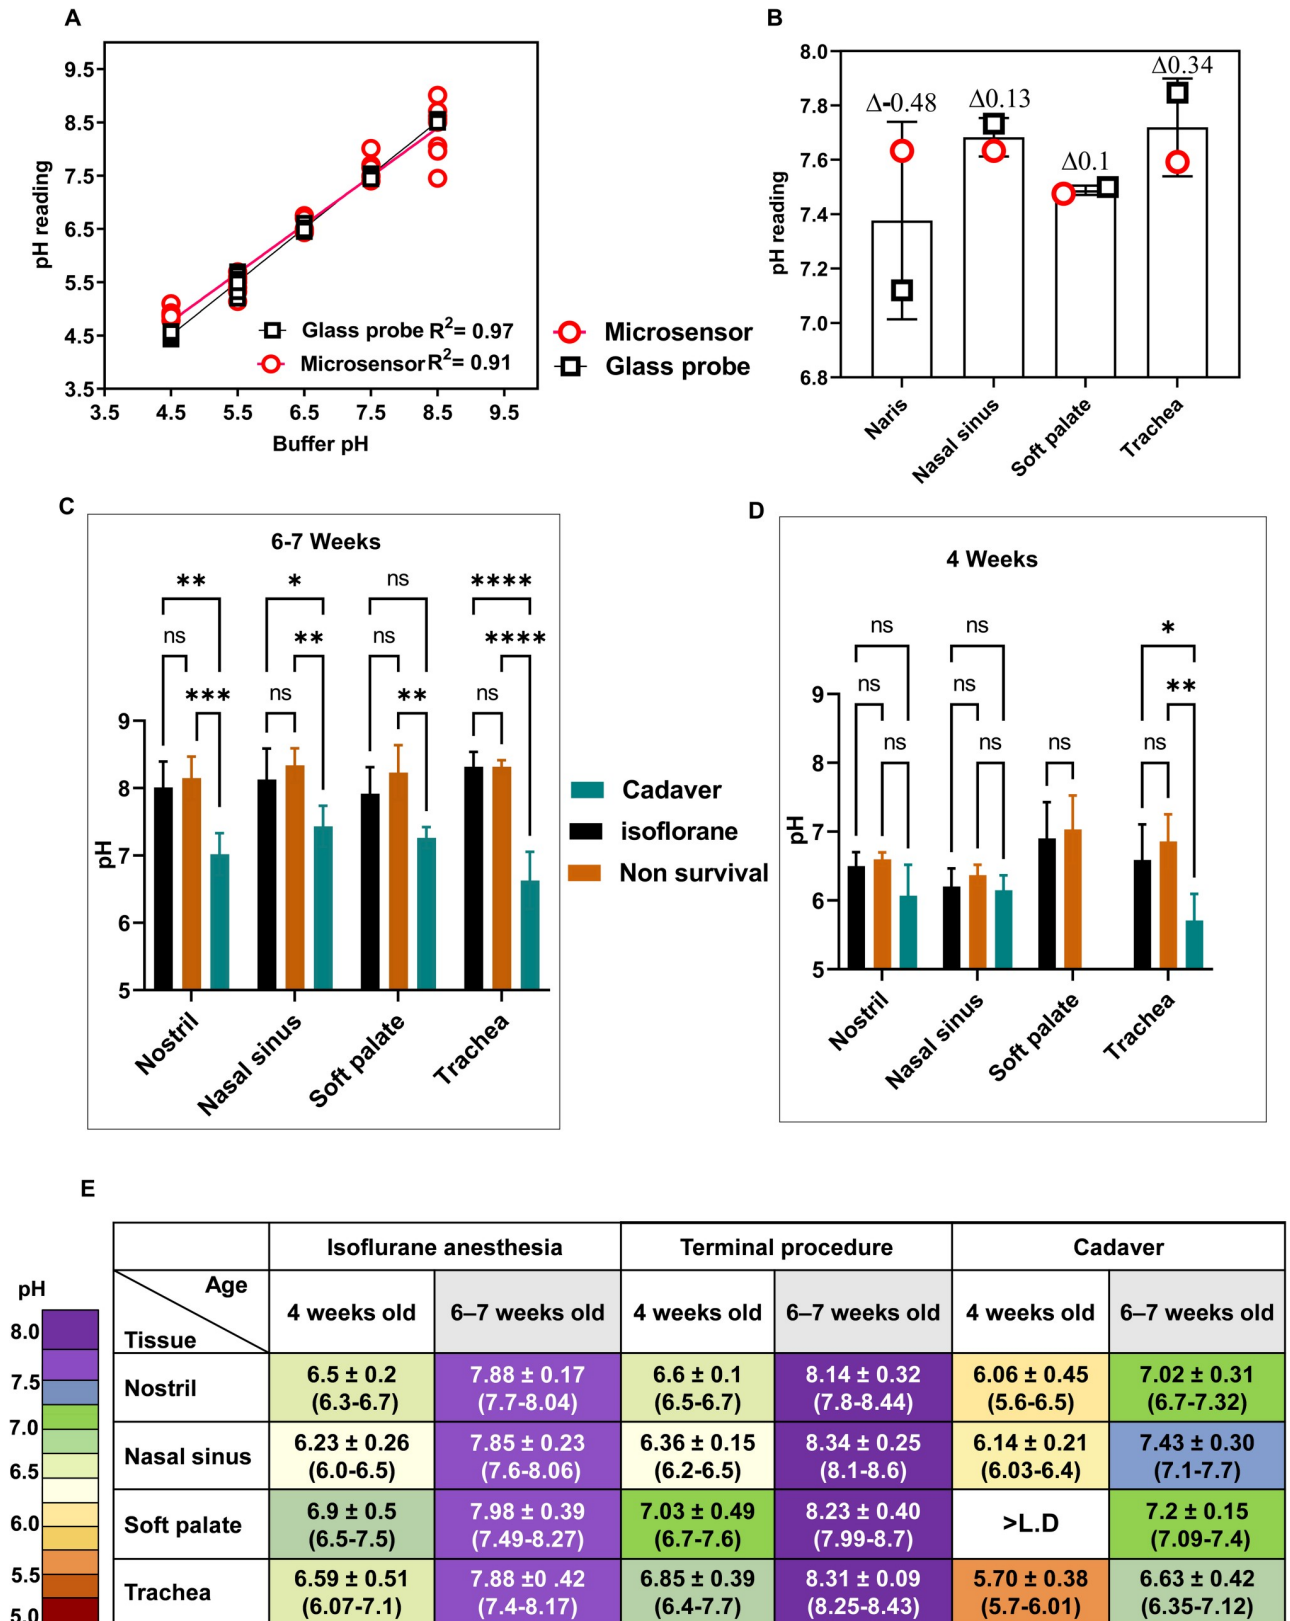 A
9.5
8.5
7.5
6.5
5.5
4.5
3.5
pH reading
Glass probe R²= 0.97
Microsensor R²= 0.91
3.5 4.5 5.5 6.5 7.5 8.5 9.5
Buffer pH
Microsensor
Glass probe
B
8.0
7.8
7.6
7.4
7.2
7.0
6.8
pH reading
Δ-0.48
Δ0.13
Δ0.1
Δ0.34
Naris
Nasal sinus
Soft palate
Trachea
C
6-7 Weeks
** * ns ****
ns ** ns ****
*** ns ** ns
9
8
7
6
5
pH
Nostril
Nasal sinus
Soft palate
Trachea
Cadaver
isoflorane
Non survival
D
4 Weeks
ns ns *
ns ns **
ns ns ns ns
9
8
7
6
5
pH
Nostril
Nasal sinus
Soft palate
Trachea
E
pH
8.0
7.5
7.0
6.5
6.0
5.5
5.0
Isoflurane anesthesia Terminal procedure Cadaver
Age
Tissue
4 weeks old 6–7 weeks old 4 weeks old 6–7 weeks old 4 weeks old 6–7 weeks old
Nostril
6.5 ± 0.2 7.88 ± 0.17 6.6 ± 0.1 8.14 ± 0.32 6.06 ± 0.45 7.02 ± 0.31
(6.3-6.7) (7.7-8.04) (6.5-6.7) (7.8-8.44) (5.6-6.5) (6.7-7.32)
Nasal sinus
6.23 ± 0.26 7.85 ± 0.23 6.36 ± 0.15 8.34 ± 0.25 6.14 ± 0.21 7.43 ± 0.30
(6.0-6.5) (7.6-8.06) (6.2-6.5) (8.1-8.6) (6.03-6.4) (7.1-7.7)
Soft palate
6.9 ± 0.5 7.98 ± 0.39 7.03 ± 0.49 8.23 ± 0.40 >L.D 7.2 ± 0.15
(6.5-7.5) (7.49-8.27) (6.7-7.6) (7.99-8.7) (7.09-7.4)
Trachea
6.59 ± 0.51 7.88 ±0 .42 6.85 ± 0.39 8.31 ± 0.09 5.70 ± 0.38 6.63 ± 0.42
(6.07-7.1) (7.4-8.17) (6.4-7.7) (8.25-8.43) (5.7-6.01) (6.35-7.12)